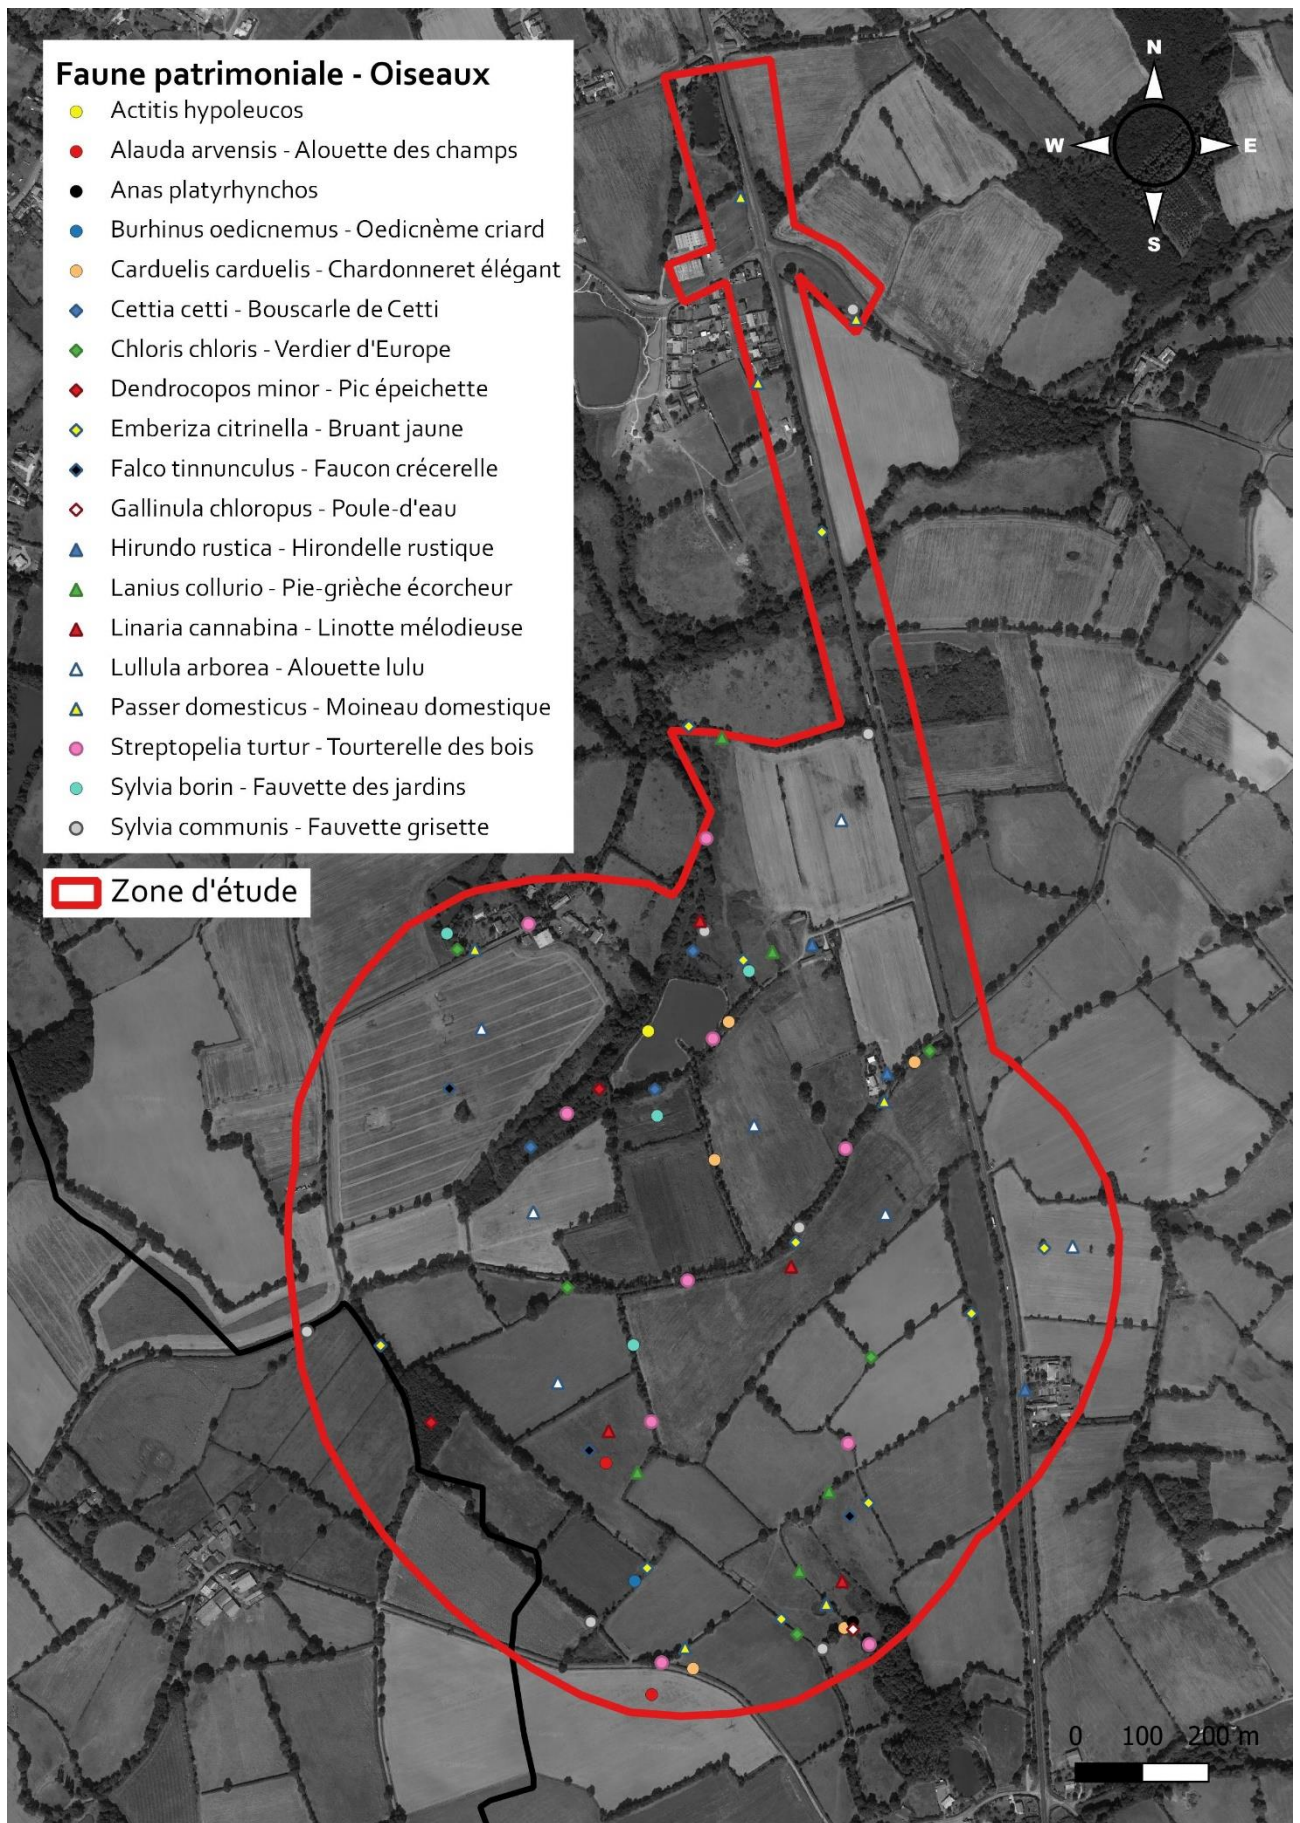 Faune patrimoniale - Oiseaux
Actitis hypoleucos
Alauda arvensis - Alouette des champs
Anas platyrhynchos
Burhinus oedicnemus - Oedicnème criard
Carduelis carduelis - Chardonneret élégant
Cettia cetti - Bouscarle de Cetti
Chloris chloris - Verdier d'Europe
Dendrocopos minor - Pic épeichette
Emberiza citrinella - Bruant jaune
Falco tinnunculus - Faucon crécerelle
Gallinula chloropus - Poule-d'eau
Hirundo rustica - Hirondelle rustique
Lanius collurio - Pie-grièche écorcheur
Linaria cannabina - Linotte mélodieuse
Lullula arborea - Alouette lulu
Passer domesticus - Moineau domestique
Streptopelia turtur - Tourterelle des bois
Sylvia borin - Fauvette des jardins
Sylvia communis - Fauvette grisette
Zone d'étude
N
W E
S
0 100 200 m